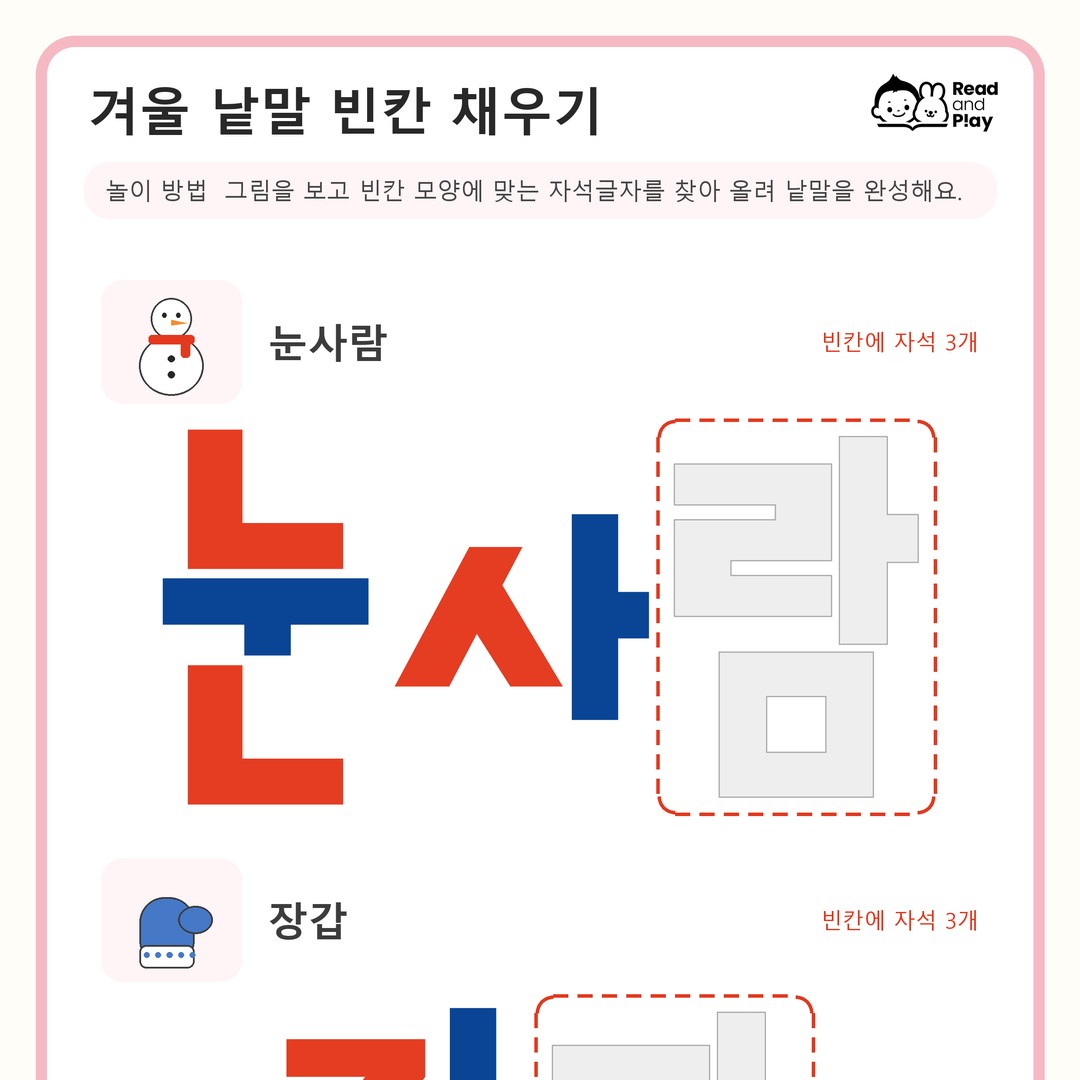 겨울 낱말 빈칸 채우기
Read
and
Play
놀이 방법 그림을 보고 빈칸 모양에 맞는 자석글자를 찾아 올려 낱말을 완성해요.
눈사람
빈칸에 자석 3개
눈사람
장갑
빈칸에 자석 3개